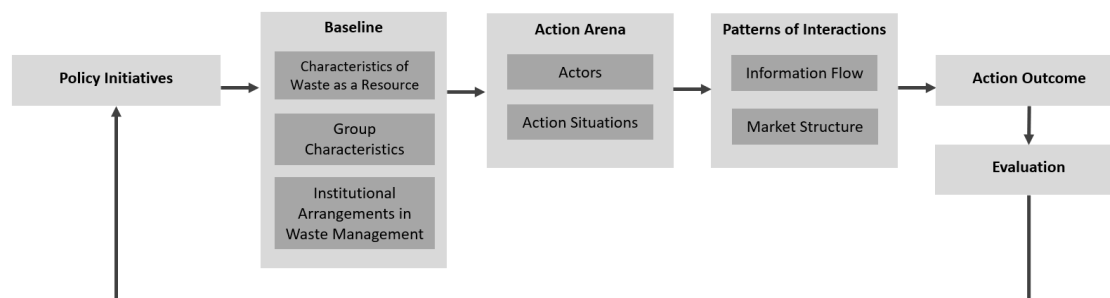 Policy Initiatives
Baseline
Characteristics of
Waste as a Resource
Group
Characteristics
Institutional
Arrangements in
Waste Management
Action Arena
Actors
Action Situations
Patterns of Interactions
Information Flow
Market Structure
Action Outcome
Evaluation